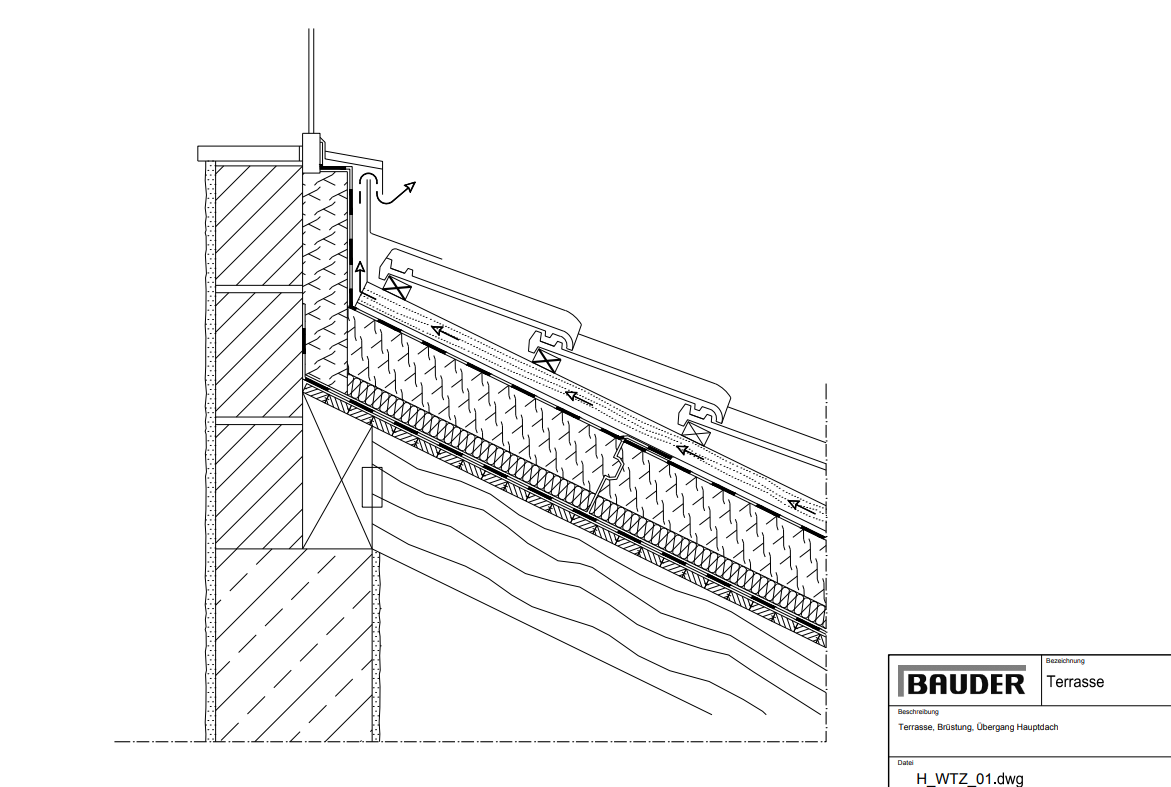 BAUDER
Bezeichnung
Terrasse
Beschreibung
Terrasse, Brüstung, Übergang Hauptdach
Datei
H_WTZ_01.dwg